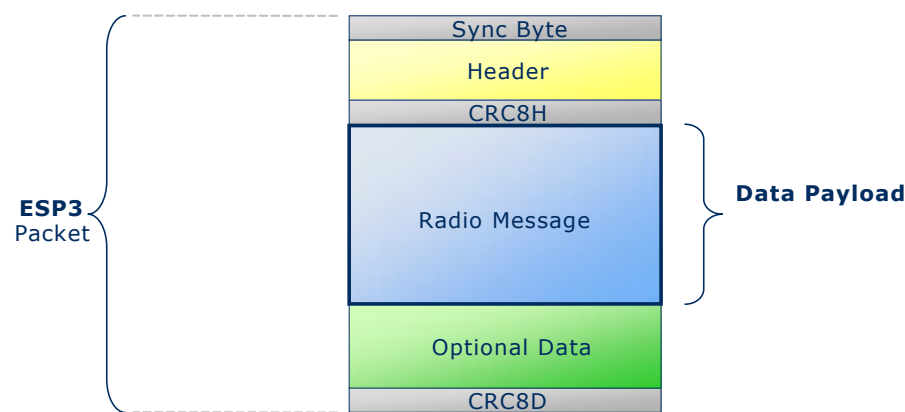 Sync Byte
Header
CRC8H
Radio Message
Data Payload
ESP3
Packet
Optional Data
CRC8D